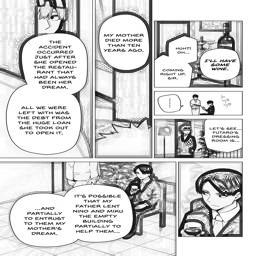 MY MOTHER
DIED MORE
THAN TEN
YEARS AGO.
THE
ACCIDENT
OCCURRED
JUST AFTER
SHE OPENED
THE RESTAU-
RANT THAT
HAD ALWAYS
BEEN HER
DREAM.
ALL WE
WERE LEFT
WITH WAS
THE DEBT FROM
THE HUGE LOAN
SHE TOOK OUT
TO OPEN IT.
I'LL HAVE
SOME
WINE.
COMING
RIGHT UP,
SIR.
LET'S SEE,
FUTARO'S
DRESSING
ROOM IS...
IT'S POSSIBLE
THAT MY
FATHER LENT
NINO AND MIKU
THE EMPTY
BUILDING
PARTIALLY TO
HELP THEM...
...AND
PARTIALLY
TO ENTRUST
TO THEM MY
MOTHER'S
DREAM.